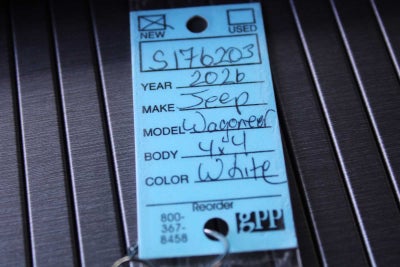 NEW USED
S176203
YEAR 2026
MAKE Jeep
MODEL Wagoneer
BODY 4x4
COLOR White
Reorder
800-
367-
8458
gpp